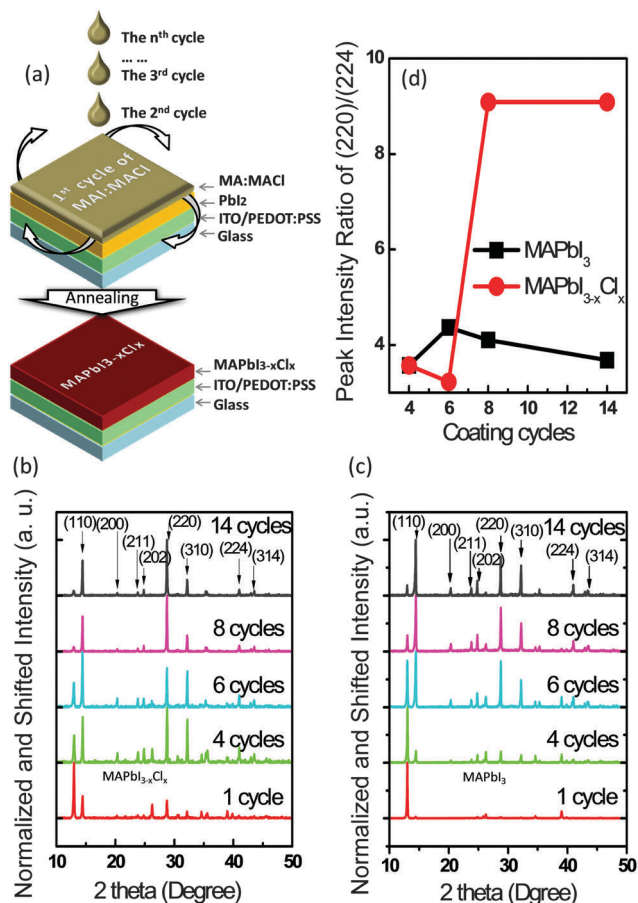 (a)
The nth cycle
... ...
The 3rd cycle
The 2nd cycle
1st cycle of
MAI:MACl
MA:MACl
PbI2
ITO/PEDOT:PSS
Glass
Annealing
MAPbI3-xClx
MAPbI3-xClx
ITO/PEDOT:PSS
Glass
(d)
Peak Intensity Ratio of (220)/(224)
10
8
6
4
MAPbI3
MAPbI3-xClx
4 6 8 10 12 14
Coating cycles
(b)
Normalized and Shifted Intensity (a. u.)
(110) (200) (211) (202) (220) (310) (224) (314)
14 cycles
8 cycles
6 cycles
4 cycles
MAPbI3-xClx
1 cycle
10 20 30 40 50
2 theta (Degree)
(c)
Normalized and Shifted Intensity (a.u.)
(110) (200) (211) (202) (220) (310) (224) (314)
14 cycles
8 cycles
6 cycles
4 cycles
MAPbI3
1 cycle
10 20 30 40 50
2 theta (Dgree)